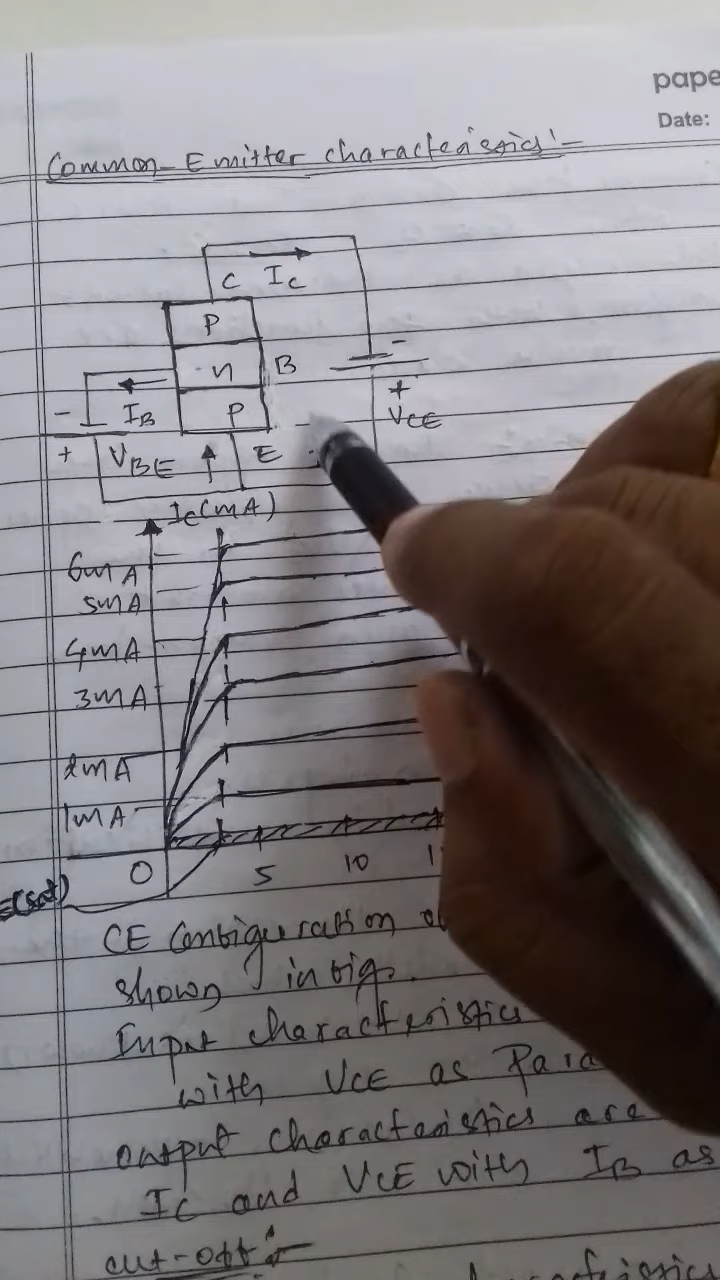 pape
Date:
Common-Emitter characteristics:-
C IC
P
n B
-
IB P
+ VBE E
-
+
VCE
IC(mA)
6mA
5mA
4mA
3mA
2mA
1mA
0 5 10 1
(sat)
CE Configuration
shown in fig.
Input characteristics
with VCE as Para
output characteristics are
IC and VCE with IB as
cut-off:-